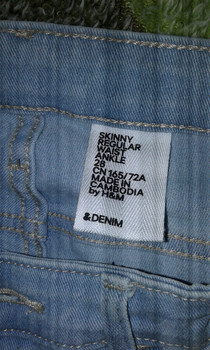 SKINNY
REGULAR
WAIST
ANKLE
28
CN 165/72A
MADE IN
CAMBODIA
by H&M
&DENIM